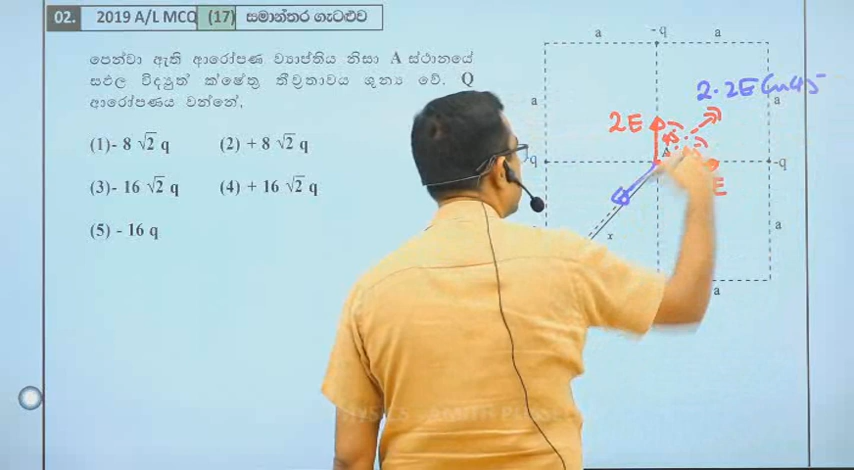 02. 2019 A/L MCQ (17) සමාන්තර ගැටළුව
පෙන්වා ඇති ආරෝපණ ව්‍යාප්තිය නිසා A ස්ථානයේ
සඵල විද්‍යුත් ක්ෂේත්‍ර තීව්‍රතාවය ශුන්‍ය වේ. Q
ආරෝපණය වන්නේ,
(1)- 8 √2 q (2) + 8 √2 q
(3)- 16 √2 q (4) + 16 √2 q
(5) - 16 q
a -q a
2·2E Cos45
a a
2E
A
q -q
E
x a
a